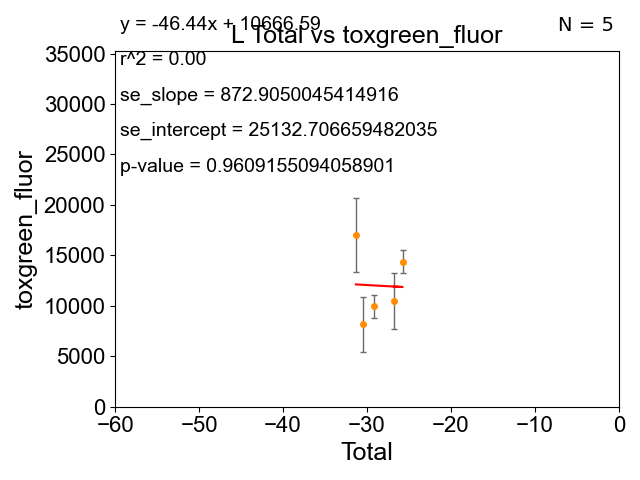 y = -46.44x + 10666.59
N = 5
L Total vs toxgreen_fluor
r^2 = 0.00
se_slope = 872.9050045414916
se_intercept = 25132.706659482035
p-value = 0.9609155094058901
35000
30000
25000
20000
15000
10000
5000
0
toxgreen_fluor
−60 −50 −40 −30 −20 −10 0
Total